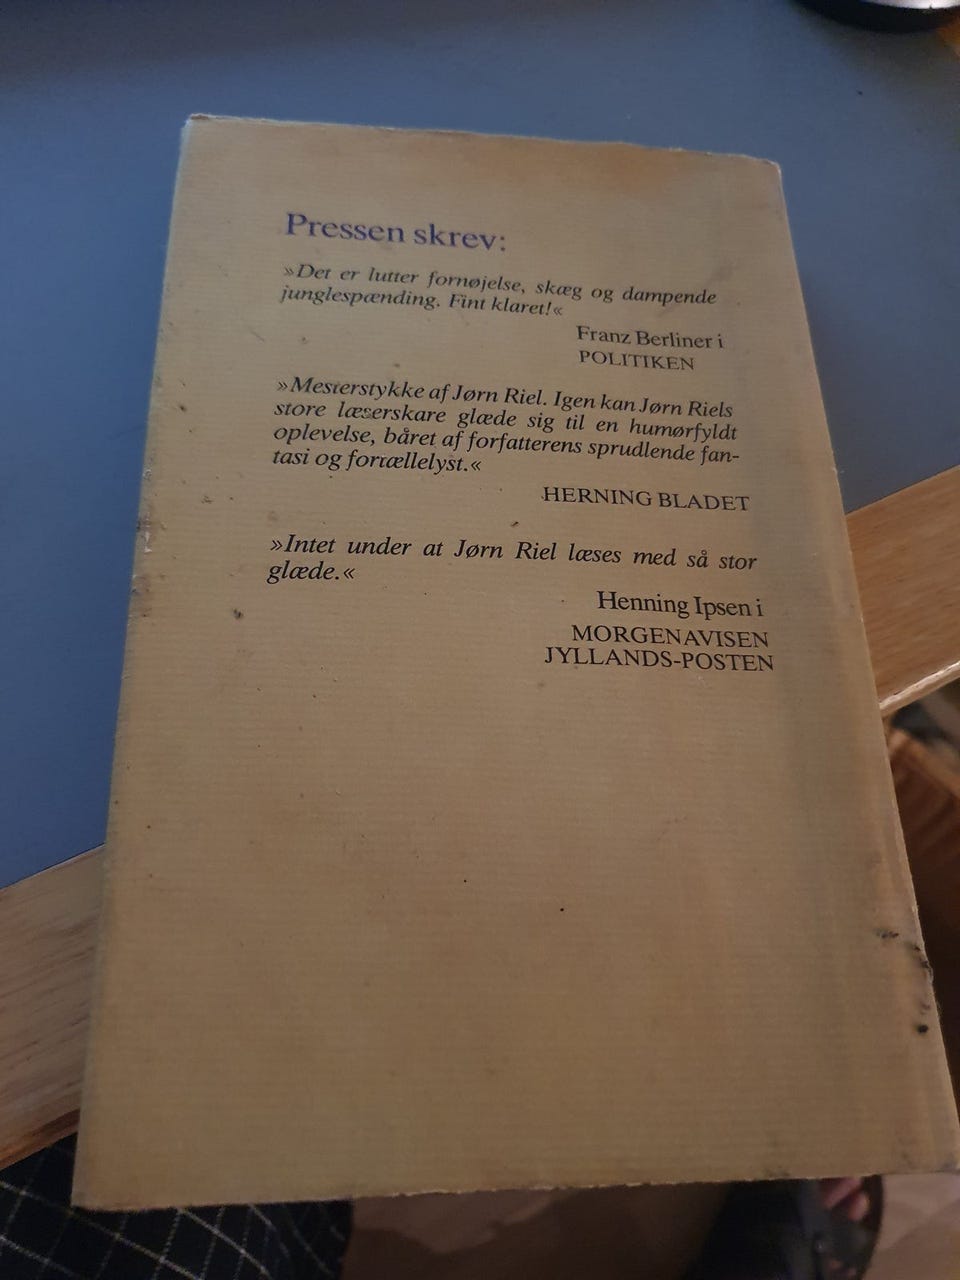 Pressen skrev:
»Det er lutter fornøjelse, skæg og dampende
junglespænding. Fint klaret!«
Franz Berliner i
POLITIKEN
»Mesterstykke af Jørn Riel. Igen kan Jørn Riels
store læserskare glæde sig til en humørfyldt
oplevelse, båret af forfatterens sprudlende fan-
tasi og fortællelyst.«
HERNING BLADET
»Intet under at Jørn Riel læses med så stor
glæde.«
Henning Ipsen i
MORGENAVISEN
JYLLANDS-POSTEN